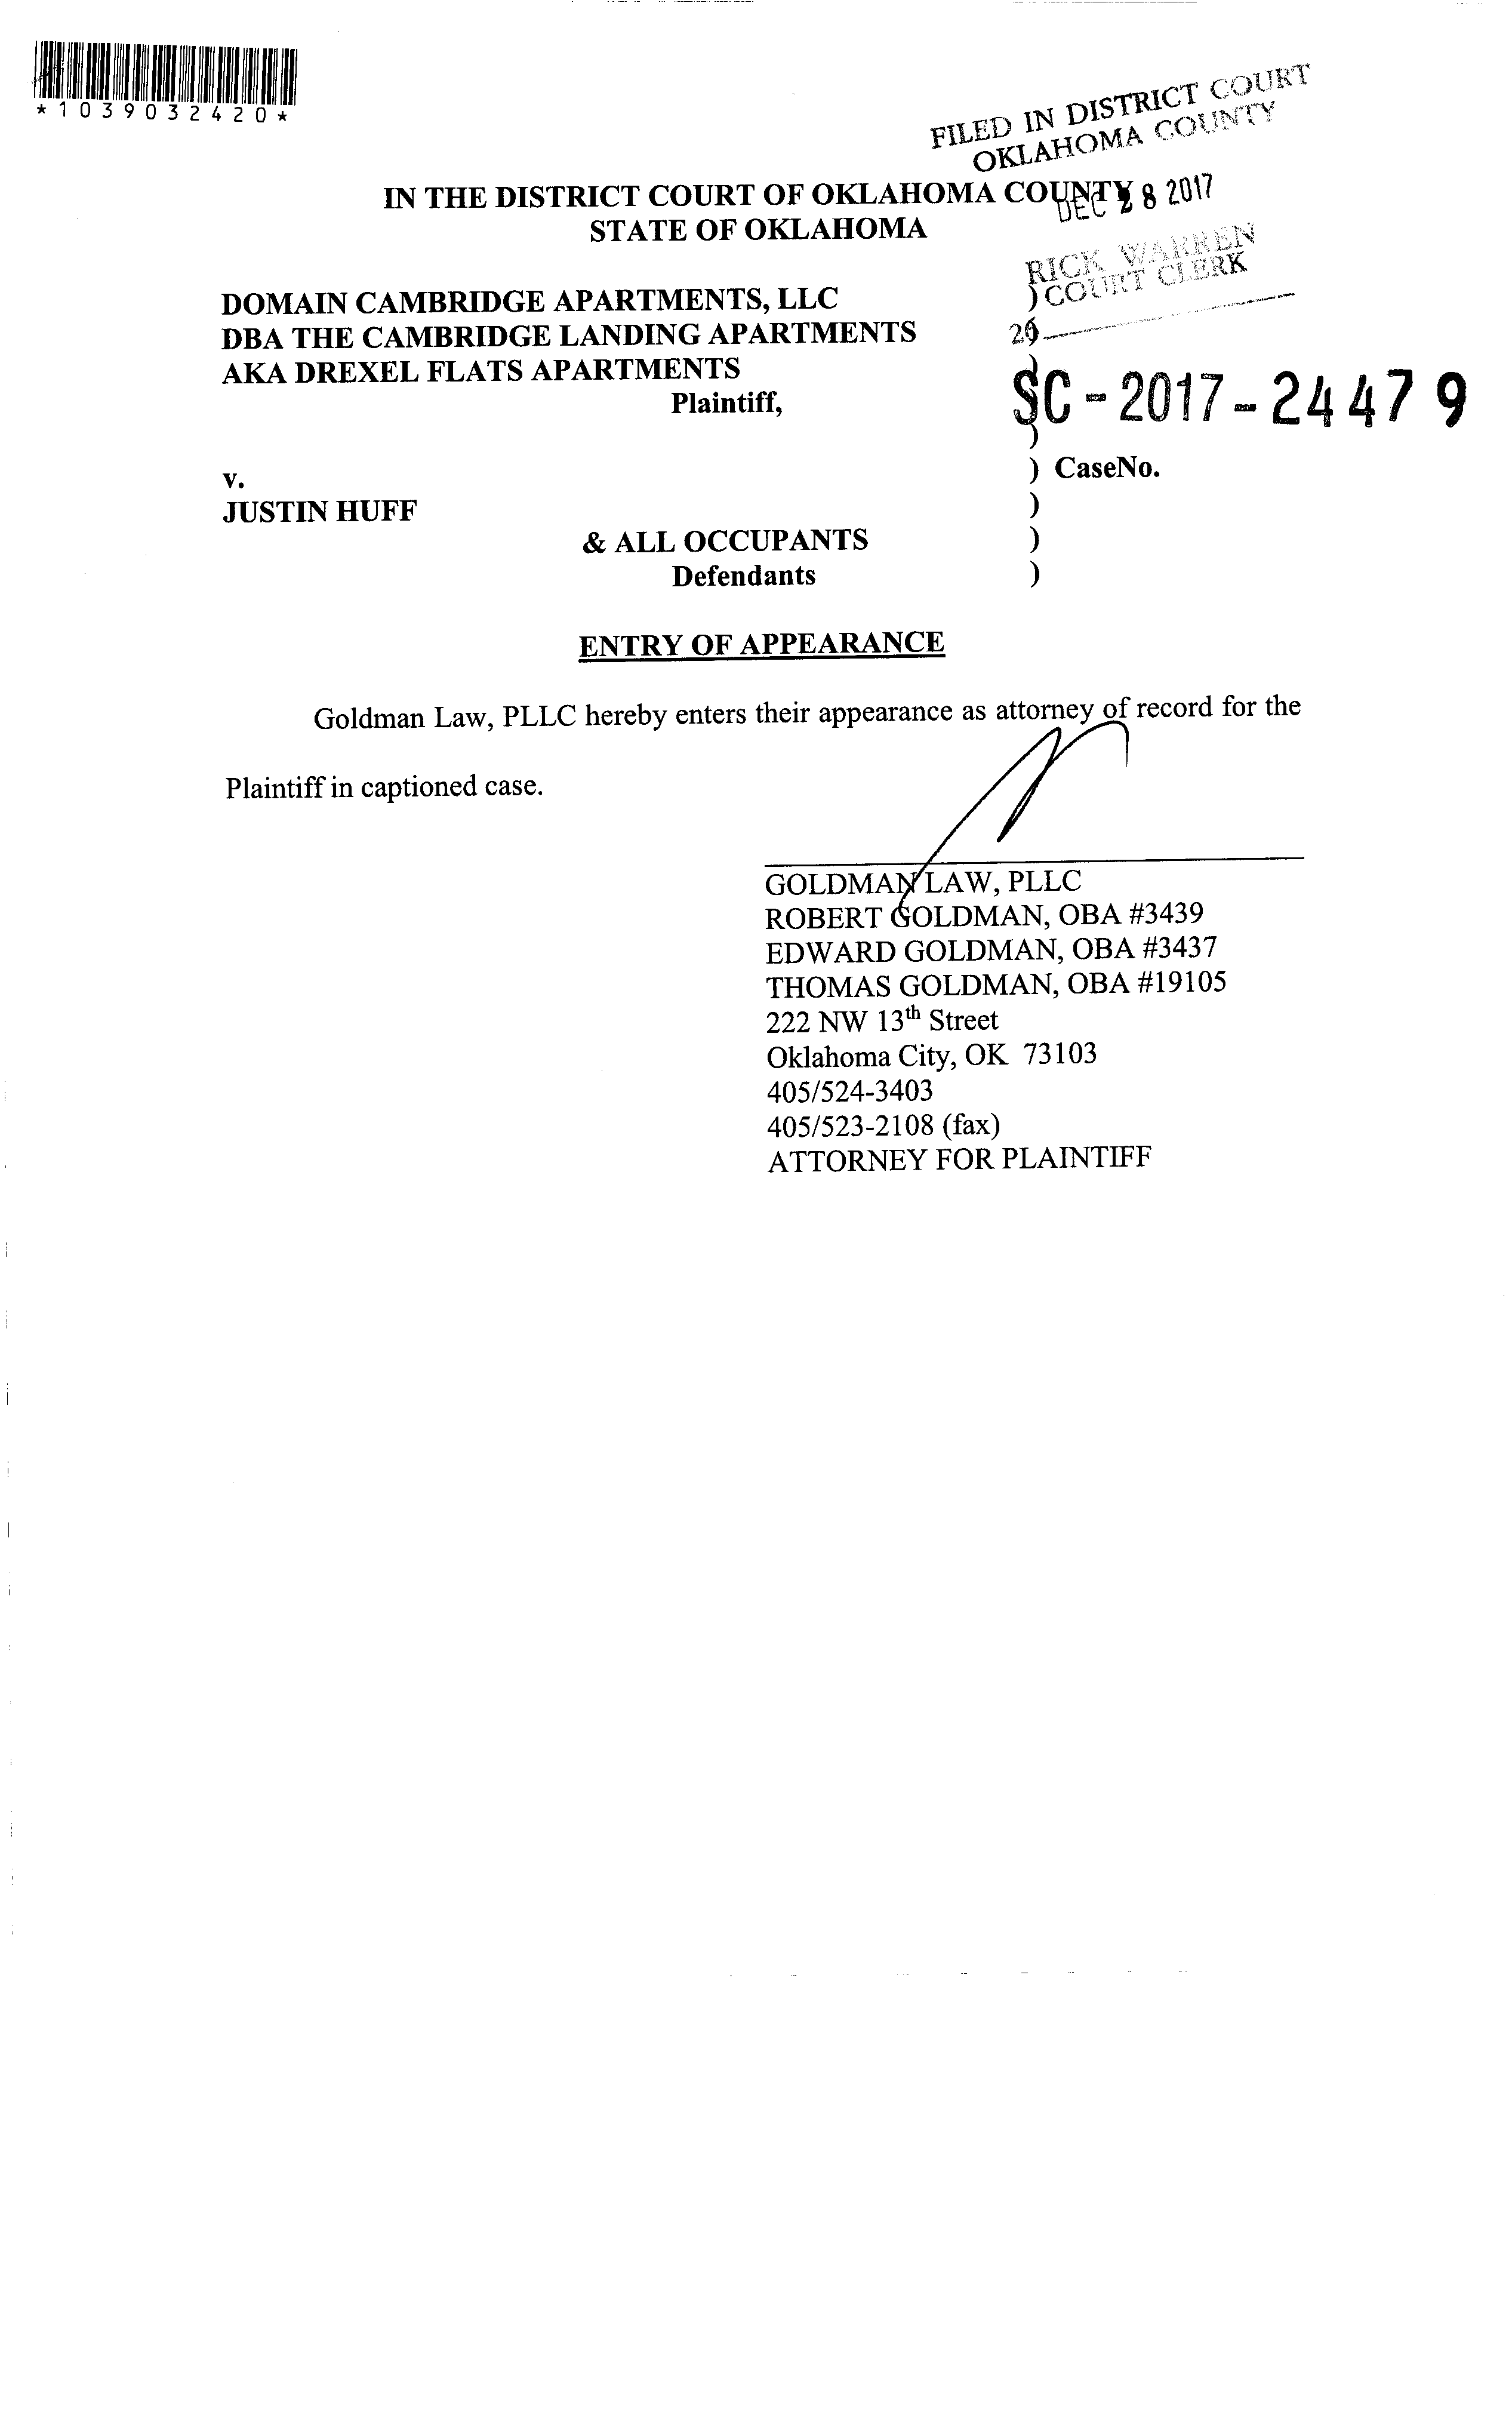 *1039032420*
FILED IN DISTRICT COURT
OKLAHOMA COUNTY
IN THE DISTRICT COURT OF OKLAHOMA COUNTY
DEC 28 2017
STATE OF OKLAHOMA
RICK WARREN
) COURT CLERK
DOMAIN CAMBRIDGE APARTMENTS, LLC
DBA THE CAMBRIDGE LANDING APARTMENTS
AKA DREXEL FLATS APARTMENTS
)
Plaintiff,
SC-2017-24479
)
v.
) CaseNo.
JUSTIN HUFF
)
& ALL OCCUPANTS )
Defendants )
ENTRY OF APPEARANCE
Goldman Law, PLLC hereby enters their appearance as attorney of record for the
Plaintiff in captioned case.
GOLDMAN LAW, PLLC
ROBERT GOLDMAN, OBA #3439
EDWARD GOLDMAN, OBA #3437
THOMAS GOLDMAN, OBA #19105
222 NW 13th Street
Oklahoma City, OK 73103
405/524-3403
405/523-2108 (fax)
ATTORNEY FOR PLAINTIFF